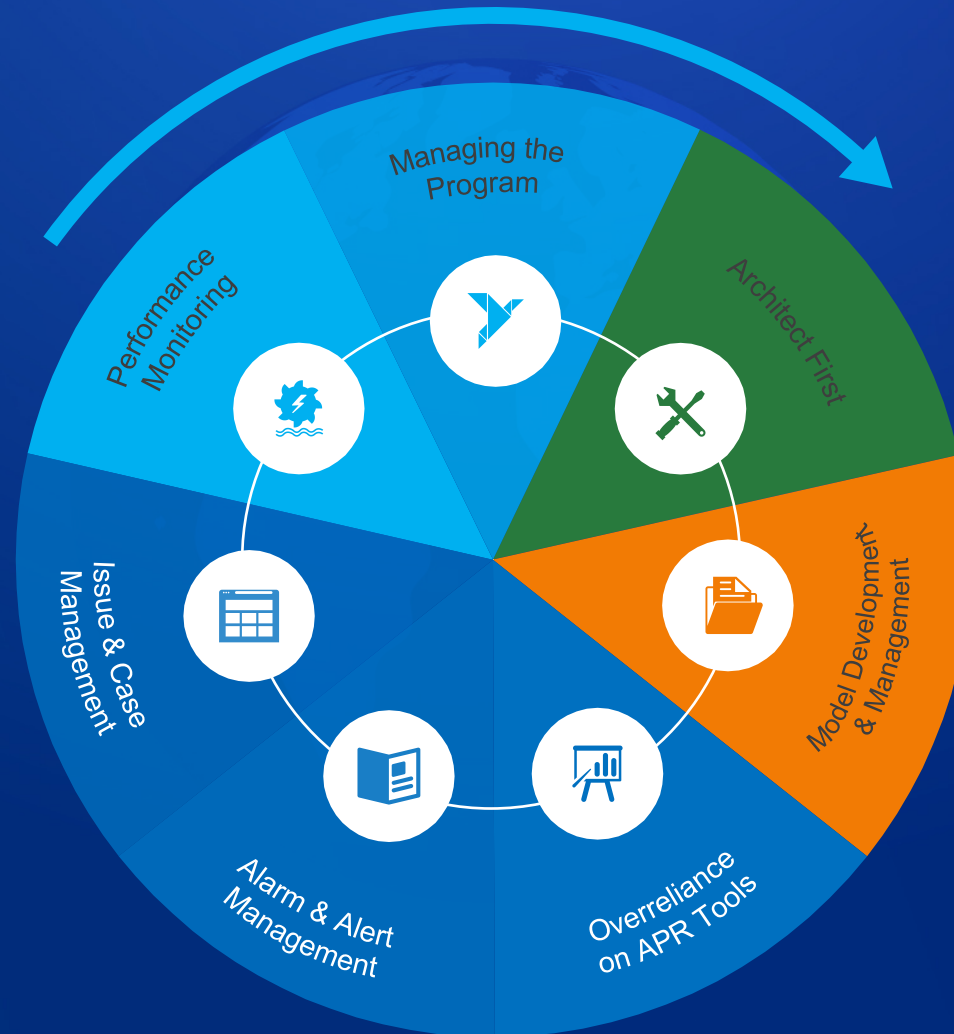 Managing the
Program
Architect First
Model Development
& Management
Overreliance
on APR Tools
Alarm & Alert
Management
Issue & Case
Management
Performance
Monitoring